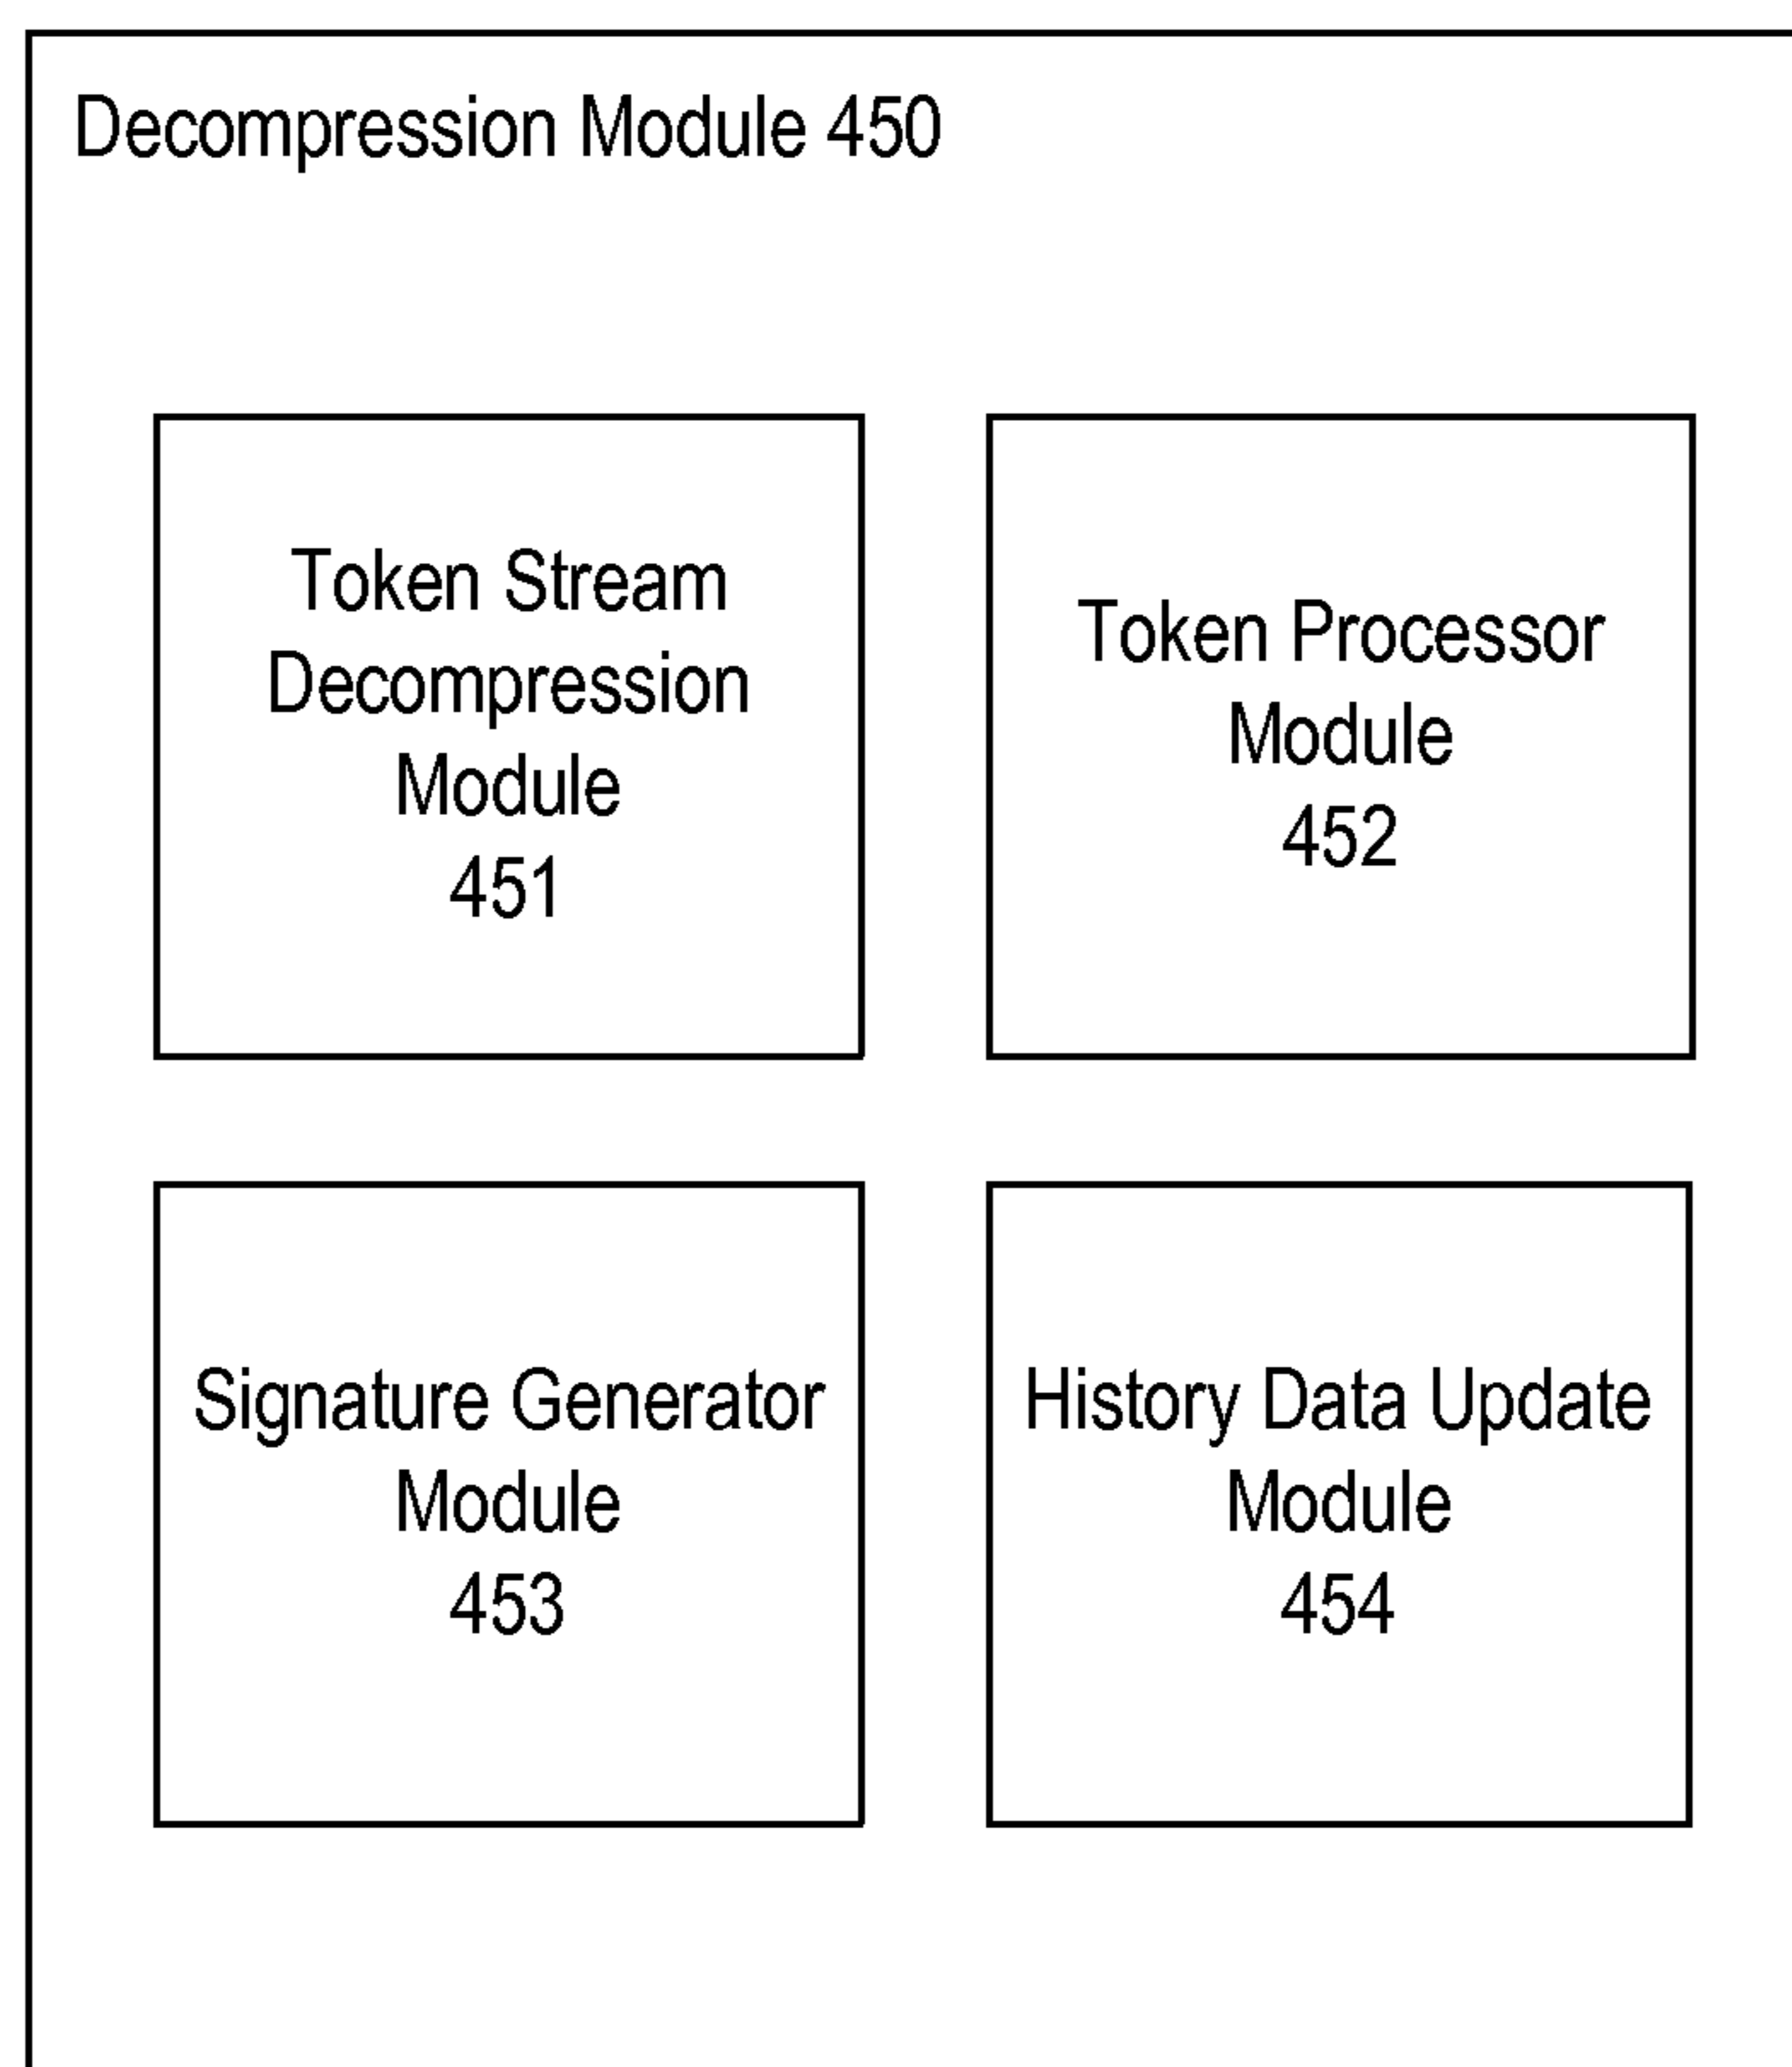 Decompression Module 450
Token Stream
Decompression
Module
451
Token Processor
Module
452
Signature Generator
Module
453
History Data Update
Module
454